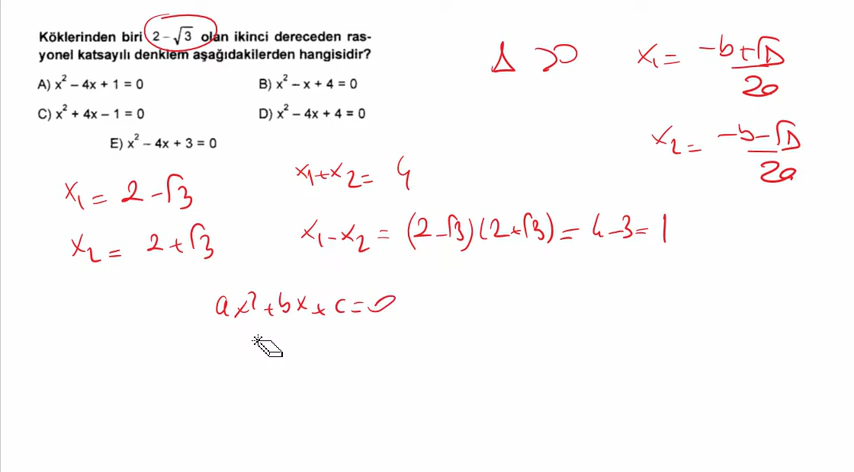 Köklerinden biri 2 − √3 olan ikinci dereceden ras-
yonel katsayılı denklem aşağıdakilerden hangisidir?
A) x² − 4x + 1 = 0
B) x² − x + 4 = 0
C) x² + 4x − 1 = 0
D) x² − 4x + 4 = 0
E) x² − 4x + 3 = 0
Δ > 0
x₁ = (−b + √Δ) / 2a
x₂ = (−b − √Δ) / 2a
x₁ = 2 − √3
x₂ = 2 + √3
x₁ + x₂ = 4
x₁ − x₂ = (2 − √3)(2 + √3) = 4 − 3 = 1
ax² + bx + c = 0